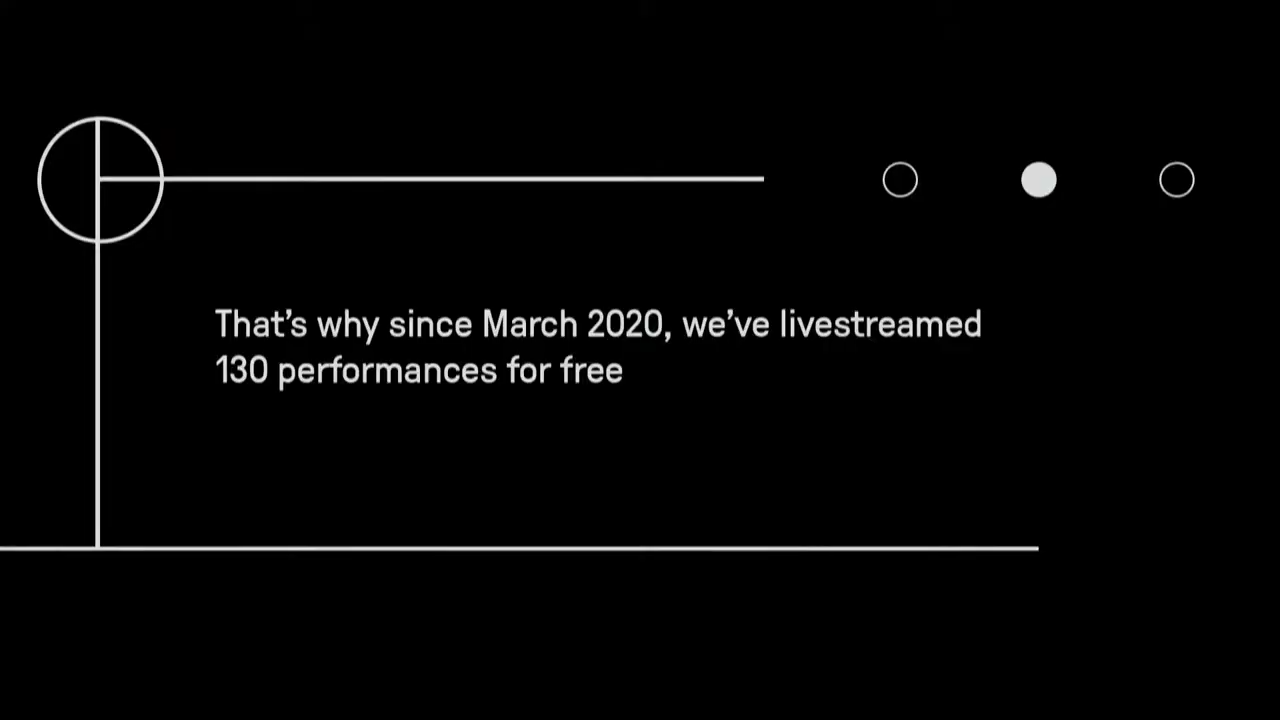 That’s why since March 2020, we’ve livestreamed
130 performances for free